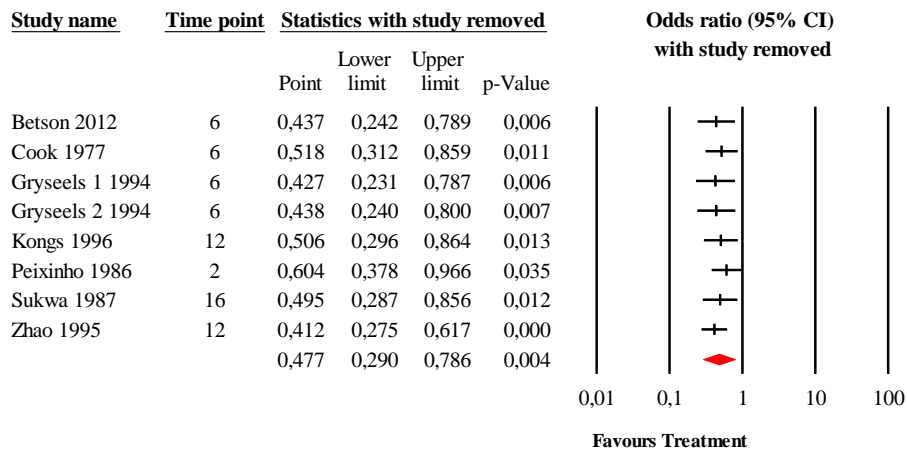 Study name Time point Statistics with study removed Odds ratio (95% CI)
with study removed
Lower Upper
Point limit limit p-Value
Betson 2012 6 0,437 0,242 0,789 0,006
Cook 1977 6 0,518 0,312 0,859 0,011
Gryseels 1 1994 6 0,427 0,231 0,787 0,006
Gryseels 2 1994 6 0,438 0,240 0,800 0,007
Kongs 1996 12 0,506 0,296 0,864 0,013
Peixinho 1986 2 0,604 0,378 0,966 0,035
Sukwa 1987 16 0,495 0,287 0,856 0,012
Zhao 1995 12 0,412 0,275 0,617 0,000
0,477 0,290 0,786 0,004
0,01 0,1 1 10 100
Favours Treatment